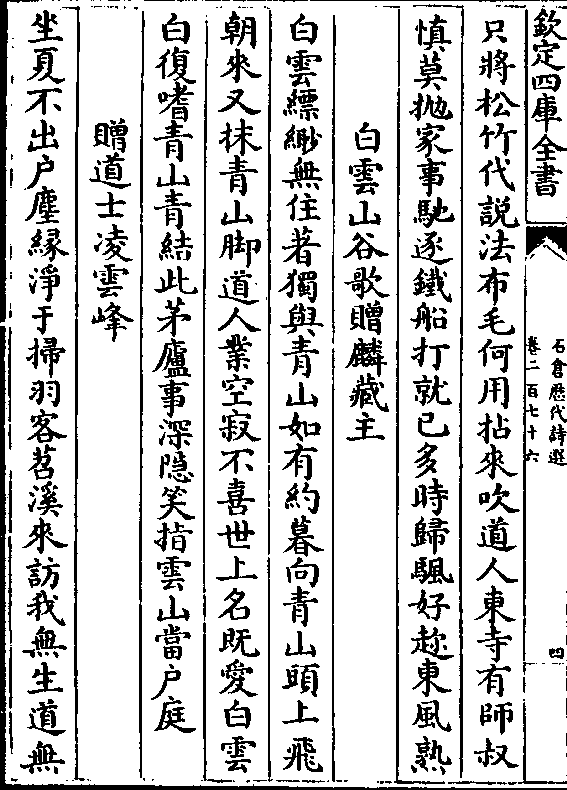 欽定四庫全書
石倉歷代詩選
卷二百七十六
四
只將松竹代說法布毛何用拈來吹道人東寺有師叔
慎莫抛家事馳逐鐵船打就已多時歸颿好趂東風熟
白雲山谷歌贈麟藏主
白雲縹緲無住著獨與青山如有約暮向青山頭上飛
朝來又抹青山脚道人業空寂不喜世上名既愛白雲
白復嗜青山青結此茅廬事深隠笑指雲山當户庭
贈道士凌雲峰
坐夏不出户塵緣淨于掃羽客苕溪來訪我無生道無